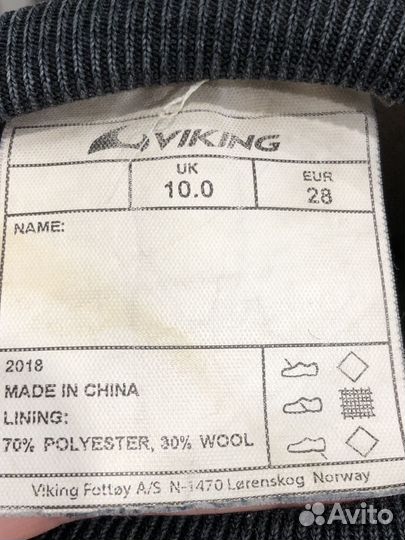 VIKING
UK EUR
10.0 28
NAME:
2018
MADE IN CHINA
LINING:
70% POLYESTER, 30% WOOL
Viking Fottøy A/S N-1470 Lørenskog Norway
Avito